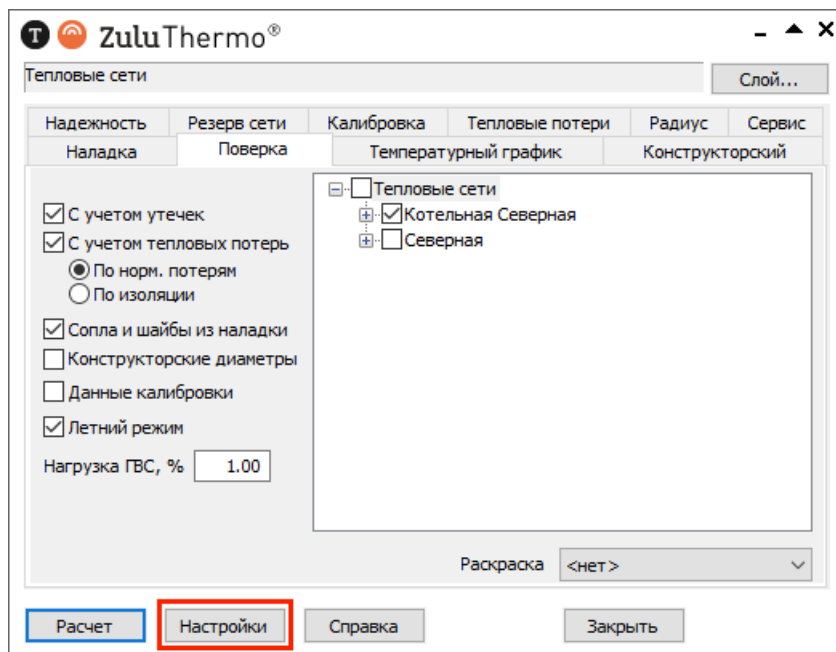 T ZuluThermo®
Тепловые сети
Слой...
Надежность Резерв сети Калибровка Тепловые потери Радиус Сервис
Наладка Поверка Температурный график Конструкторский
С учетом утечек
С учетом тепловых потерь
По норм. потерям
По изоляции
Сопла и шайбы из наладки
Конструкторские диаметры
Данные калибровки
Летний режим
Нагрузка ГВС, % 1.00
Тепловые сети
Котельная Северная
Северная
Раскраска <нет>
Расчет Настройки Справка Закрыть